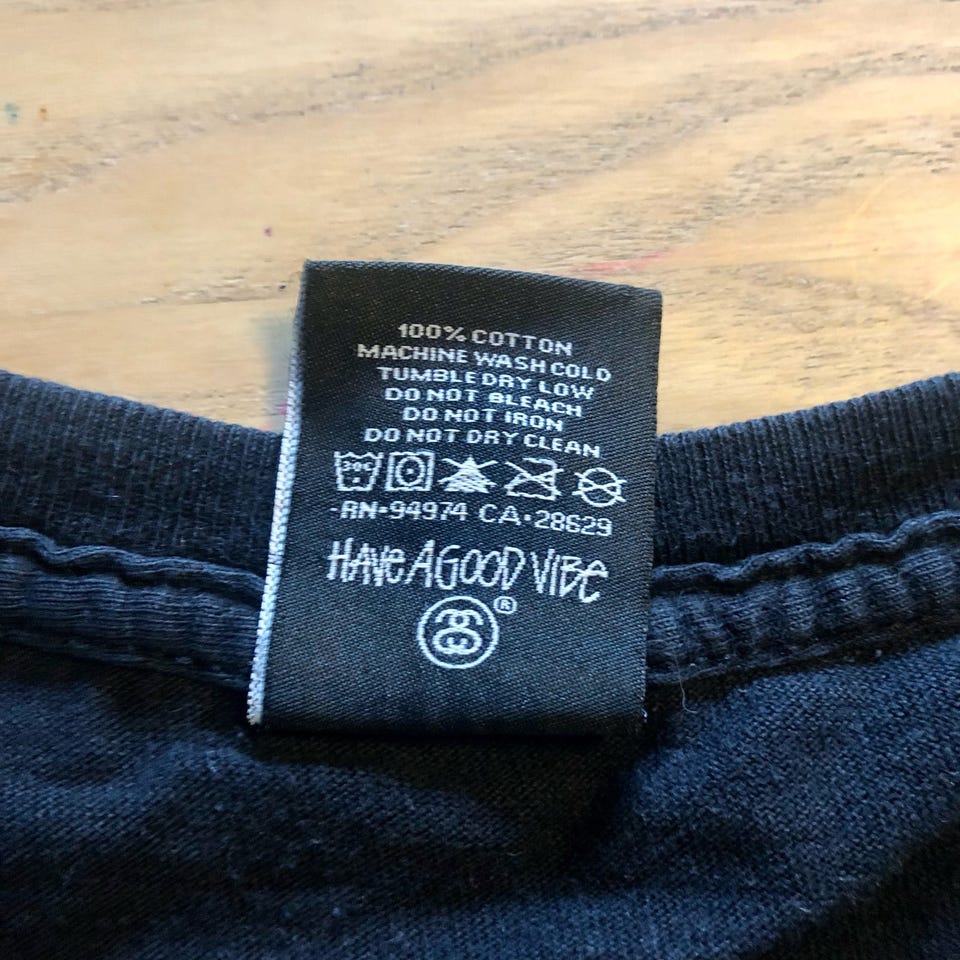 100% COTTON
MACHINE WASH COLD
TUMBLE DRY LOW
DO NOT BLEACH
DO NOT IRON
DO NOT DRY CLEAN
30C
-RN•94974 CA•28629
HAVE A GOOD VIBE
®